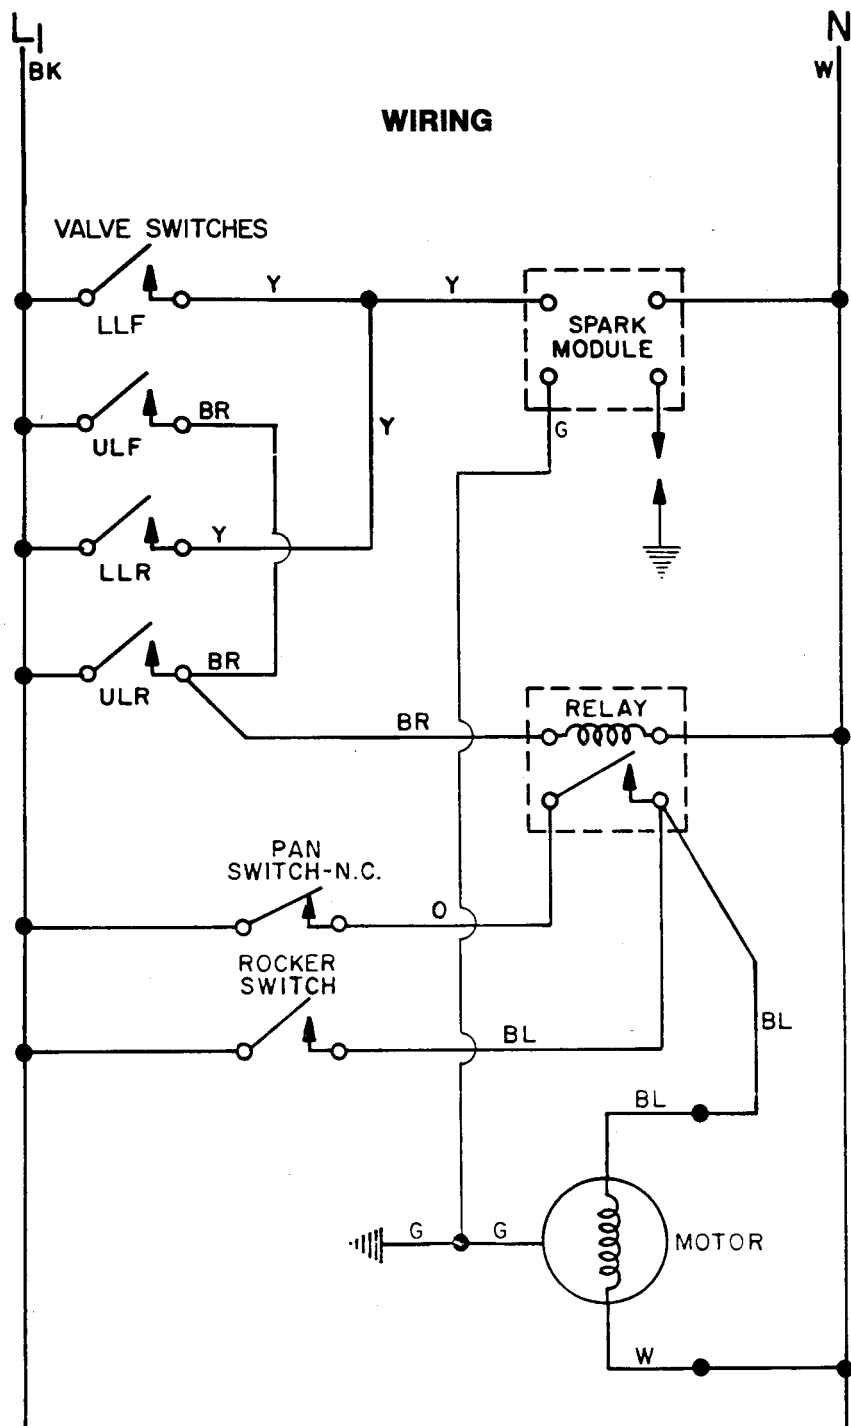 L1
N
BK
W
WIRING
VALVE SWITCHES
Y
Y
LLF
SPARK
MODULE
BR
Y
G
ULF
Y
LLR
BR
ULR
RELAY
BR
PAN
SWITCH-N.C.
O
ROCKER
SWITCH
BL
BL
BL
G
G
MOTOR
W